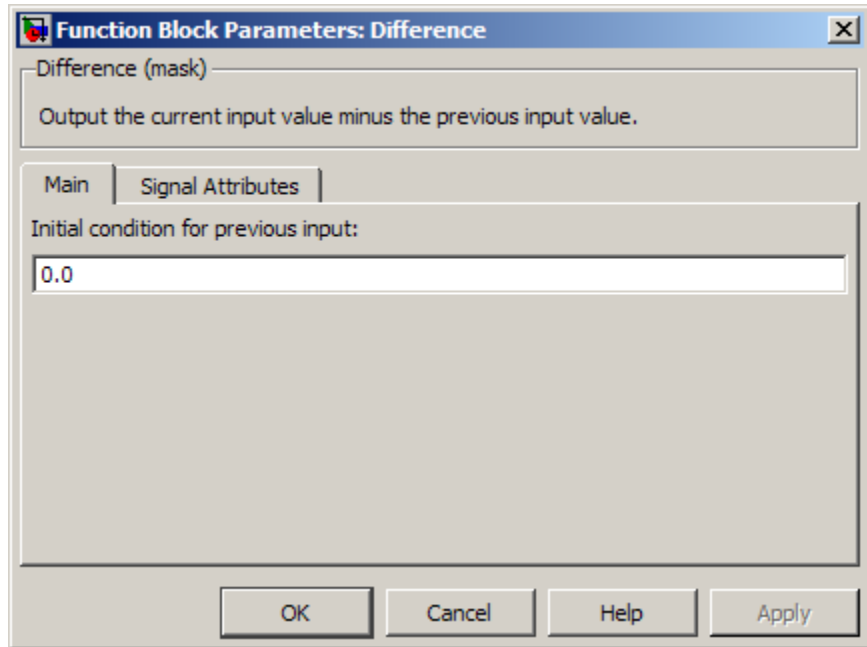 Function Block Parameters: Difference
Difference (mask)
Output the current input value minus the previous input value.
Main Signal Attributes
Initial condition for previous input:
0.0
OK Cancel Help Apply